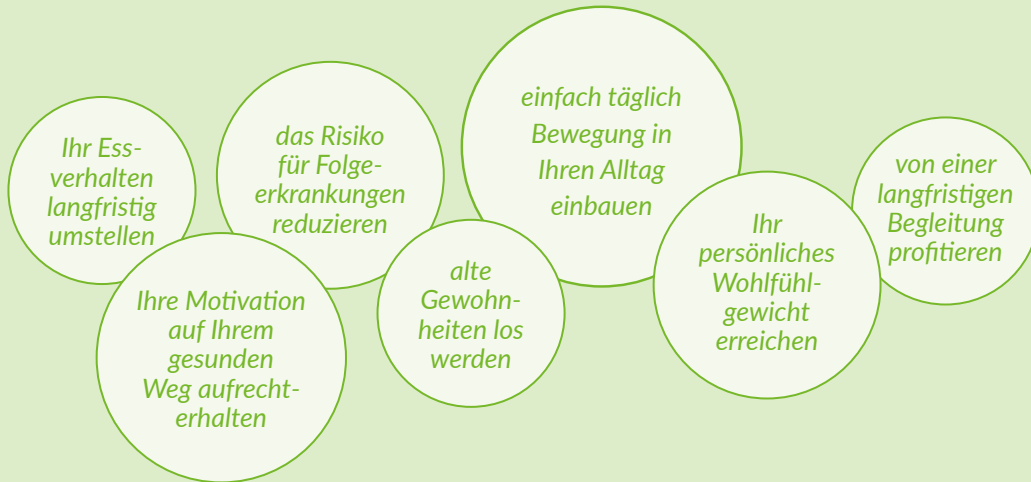 Ihr Ess-
verhalten
langfristig
umstellen
das Risiko
für Folge-
erkrankungen
reduzieren
einfach täglich
Bewegung in
Ihren Alltag
einbauen
von einer
langfristigen
Begleitung
profitieren
Ihre Motivation
auf Ihrem
gesunden
Weg aufrecht-
erhalten
alte
Gewohn-
heiten los
werden
Ihr
persönliches
Wohlfühl-
gewicht
erreichen